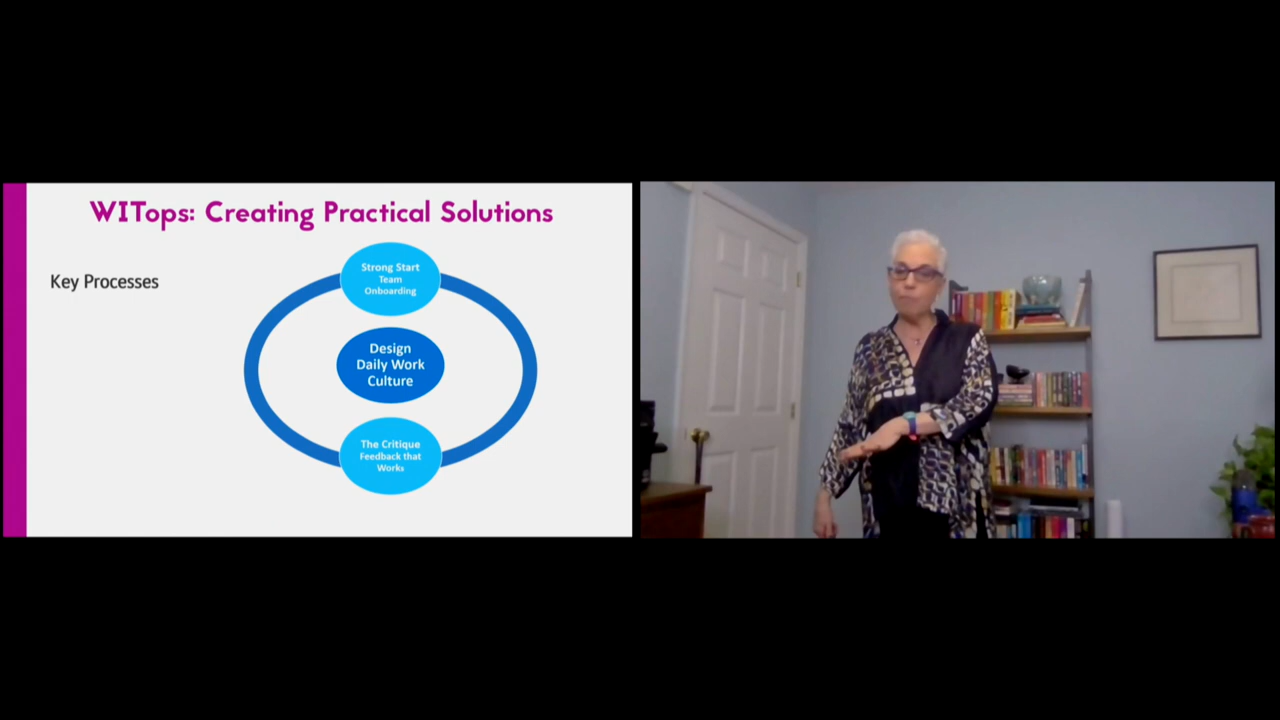 WITops: Creating Practical Solutions
Key Processes
Strong Start
Team
Onboarding
Design
Daily Work
Culture
The Critique
Feedback that
Works